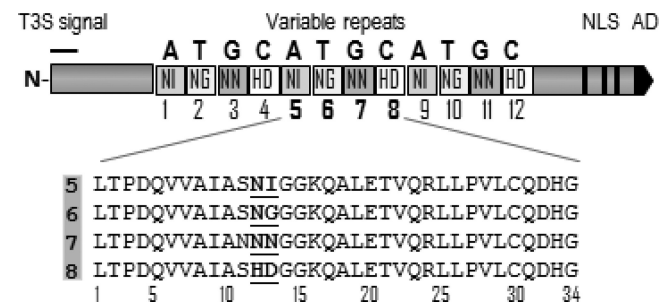 T3S signal Variable repeats NLS AD
A T G C A T G C A T G C
N- NI NG NN HD NI NG NN HD NI NG NN HD
1 2 3 4 5 6 7 8 9 10 11 12
5 LTPDQVVAIASNIGGKQALETVQRLLPVLCQDHG
6 LTPDQVVAIASNGGGKQALETVQRLLPVLCQDHG
7 LTPDQVVAIANNNGGKQALETVQRLLPVLCQDHG
8 LTPDQVVAIASHDGGKQALETVQRLLPVLCQDHG
1 5 10 15 20 25 30 34